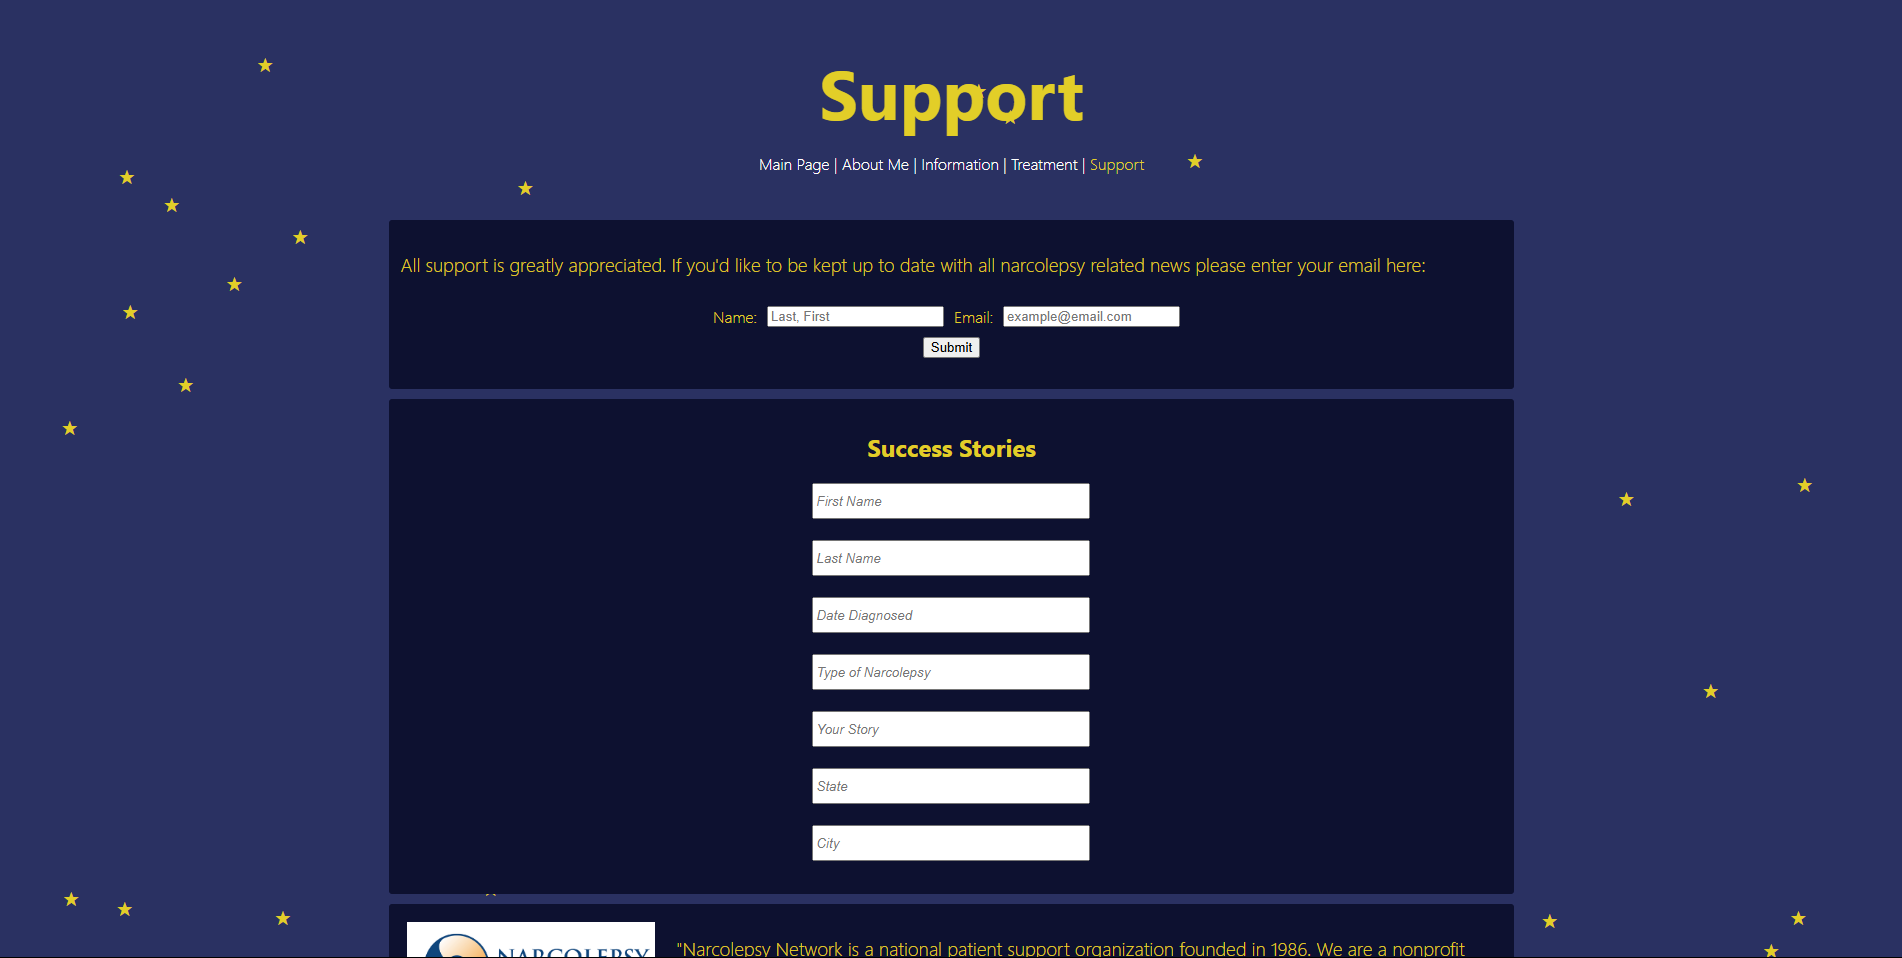 Support
Main Page | About Me | Information | Treatment | Support
All support is greatly appreciated. If you'd like to be kept up to date with all narcolepsy related news please enter your email here:
Name: Last, First Email: example@email.com
Submit
Success Stories
First Name
Last Name
Date Diagnosed
Type of Narcolepsy
Your Story
State
City
NARCOLEPSY
"Narcolepsy Network is a national patient support organization founded in 1986. We are a nonprofit